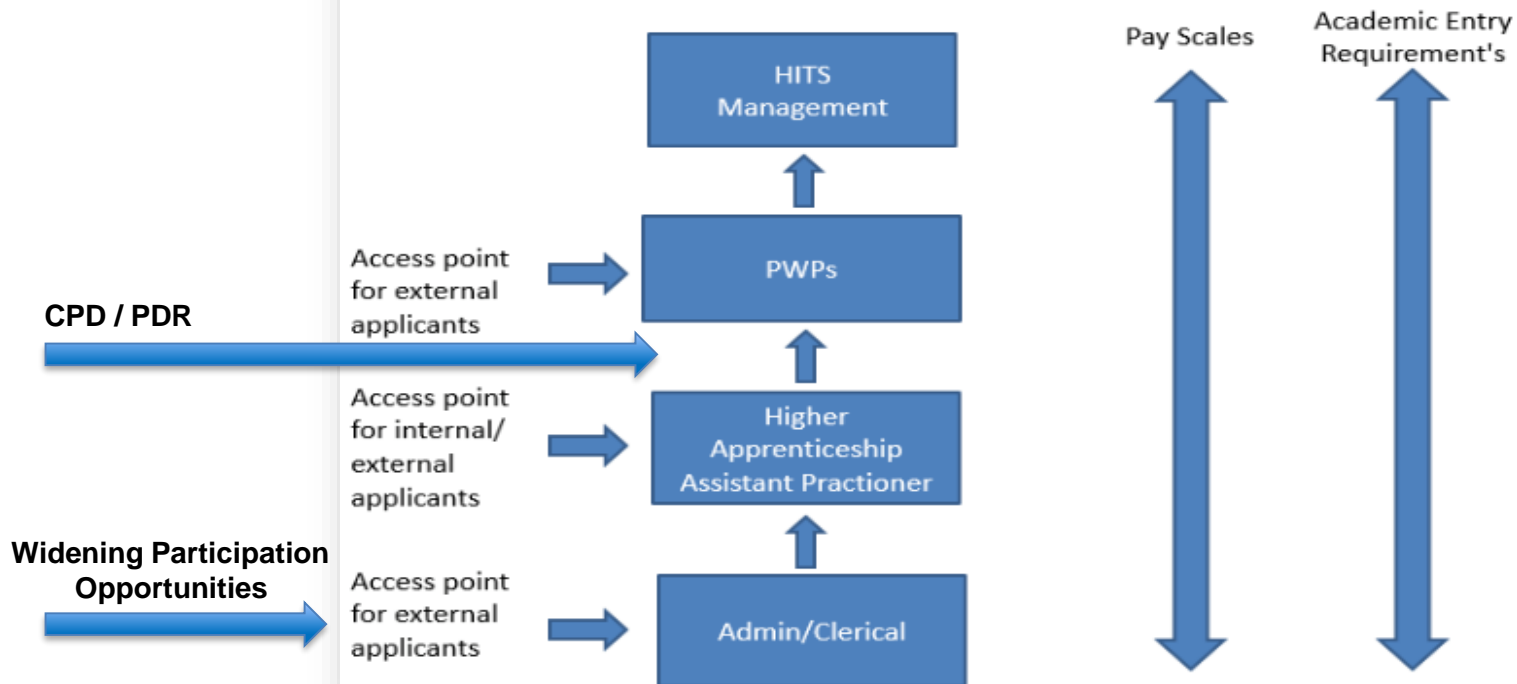 Pay Scales
Academic Entry
Requirement's
HITS
Management
Access point
for external
applicants
PWPs
CPD / PDR
Access point
for internal/
external
applicants
Higher
Apprenticeship
Assistant Practioner
Widening Participation
Opportunities
Access point
for external
applicants
Admin/Clerical